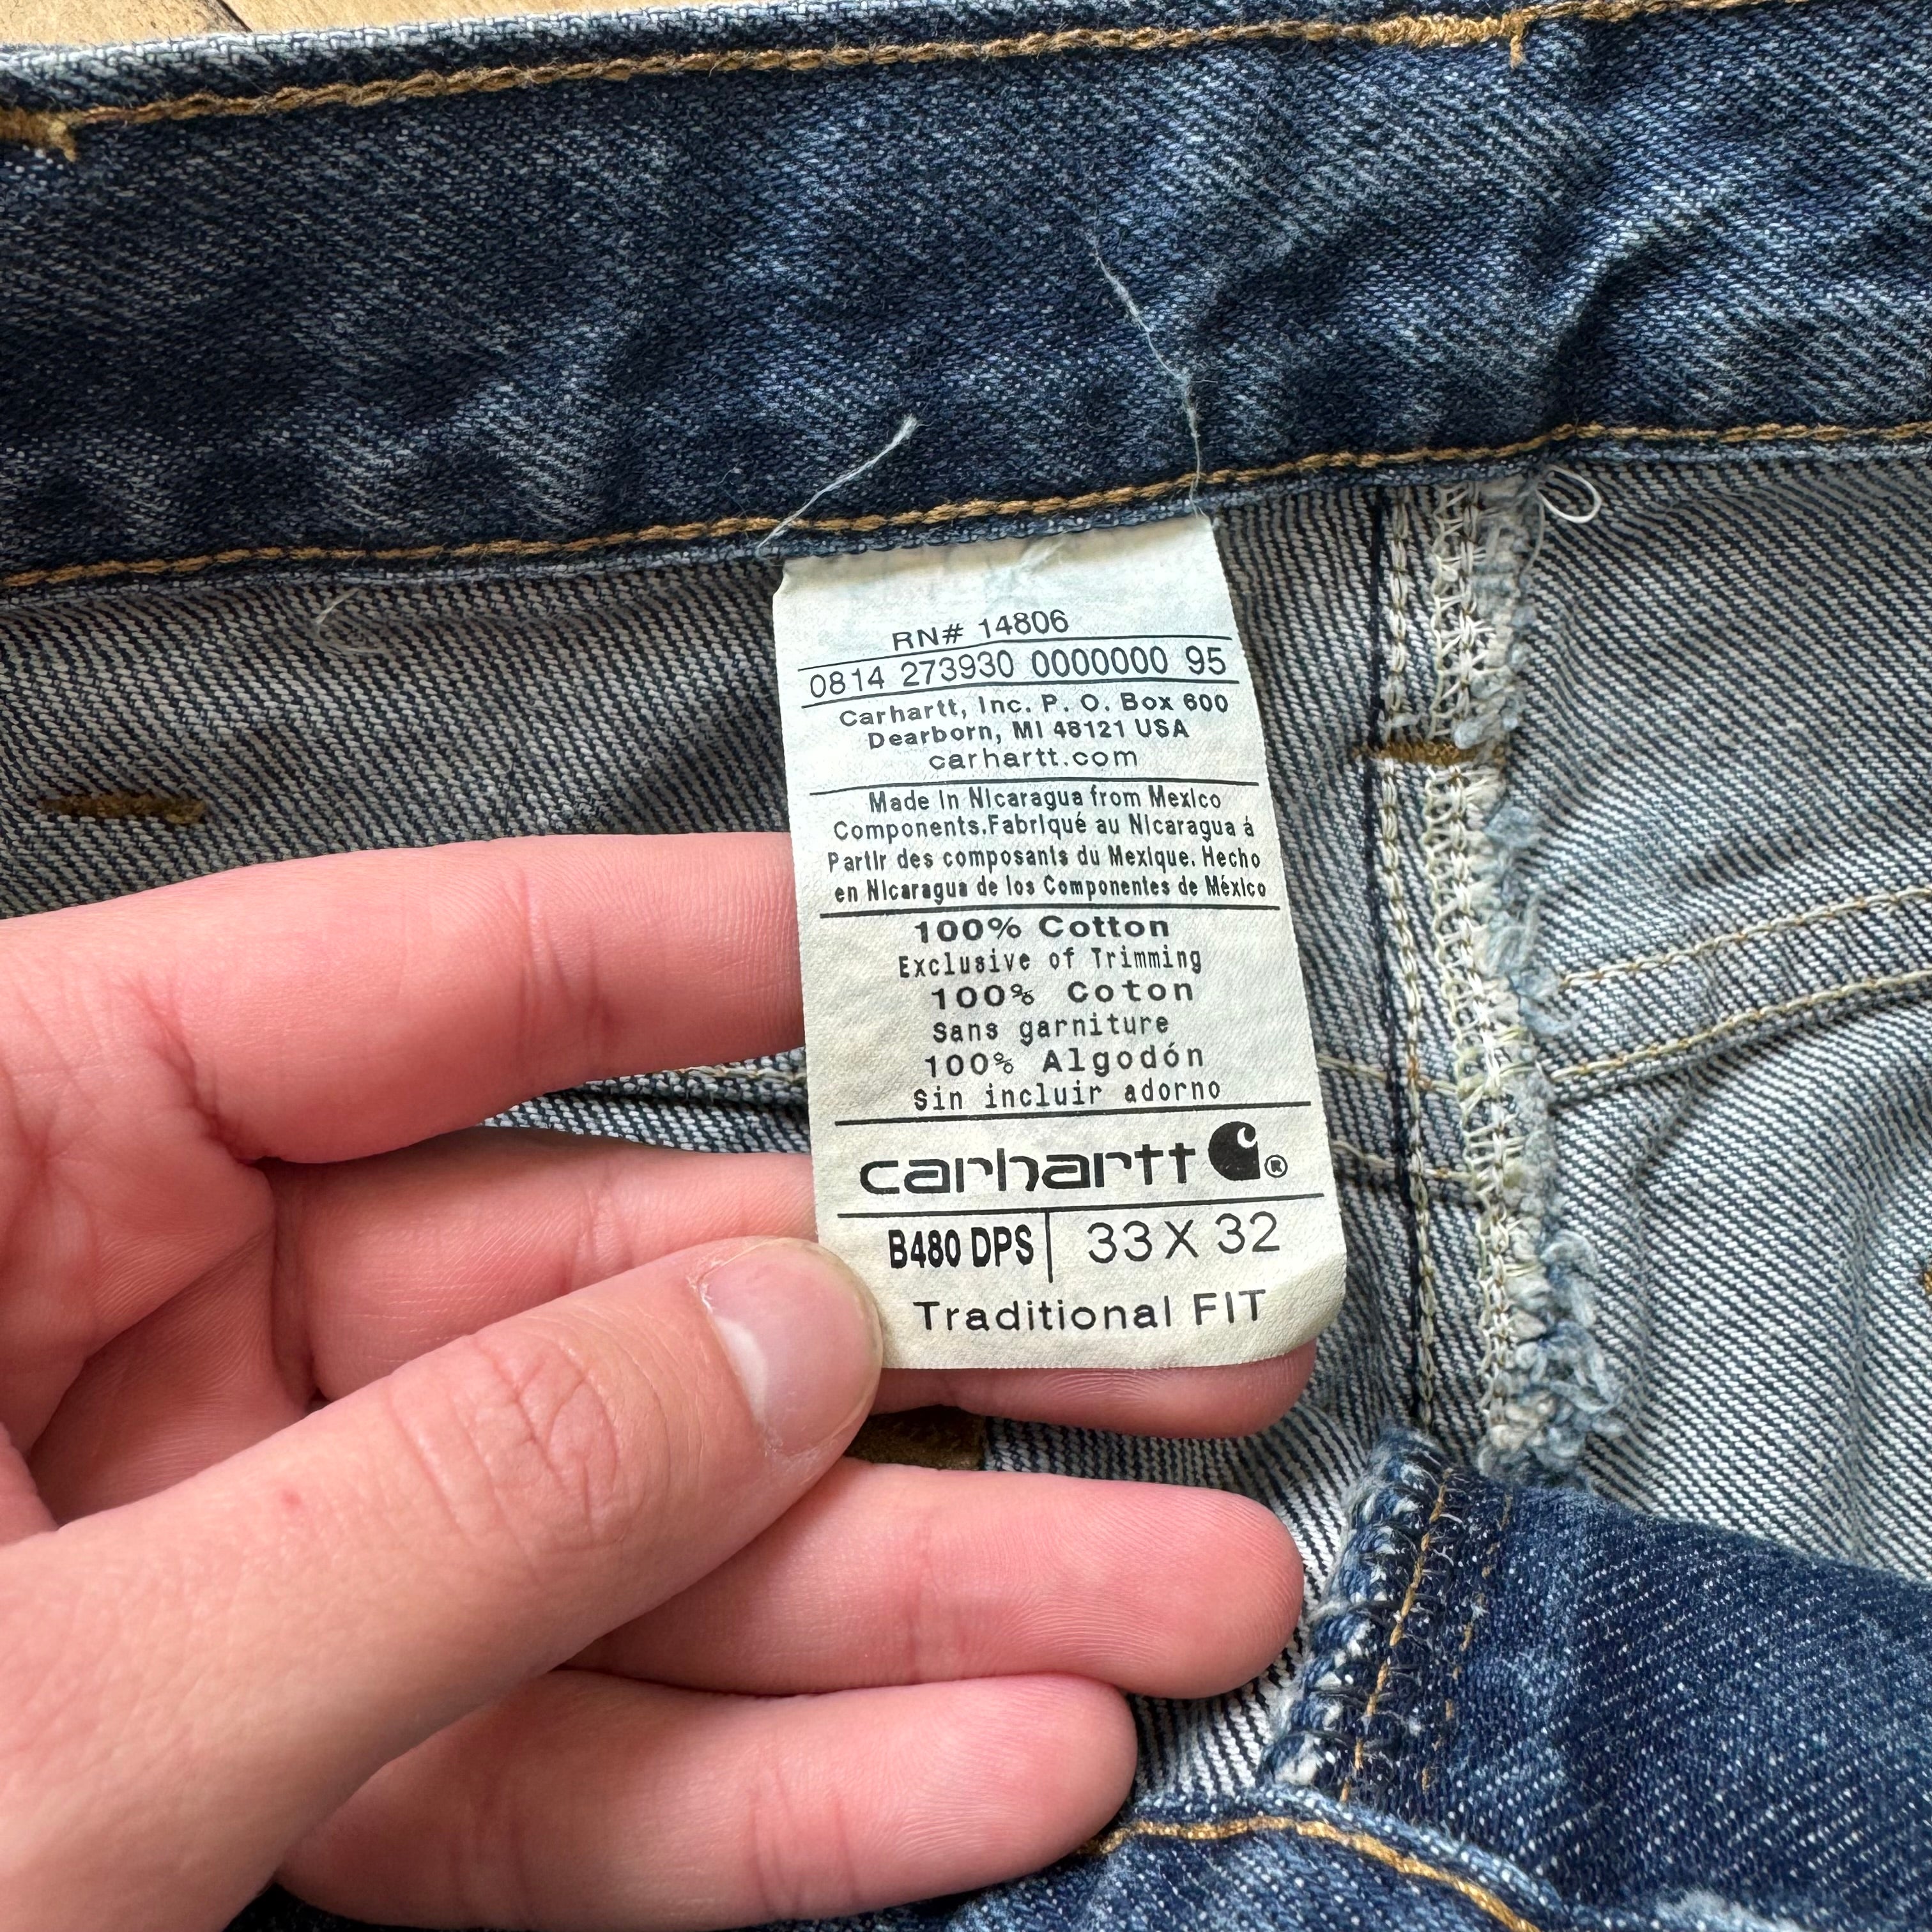 RN# 14806
0814 273930 0000000 95
Carhartt, Inc. P. O. Box 600
Dearborn, MI 48121 USA
carhartt.com
Made In Nicaragua from Mexico
Components.Fabriqué au Nicaragua á
Partir des composants du Mexique. Hecho
en Nicaragua de los Componentes de México
100% Cotton
Exclusive of Trimming
100% Coton
Sans garniture
100% Algodón
Sin incluir adorno
carhartt ®
B480 DPS | 33 X 32
Traditional FIT